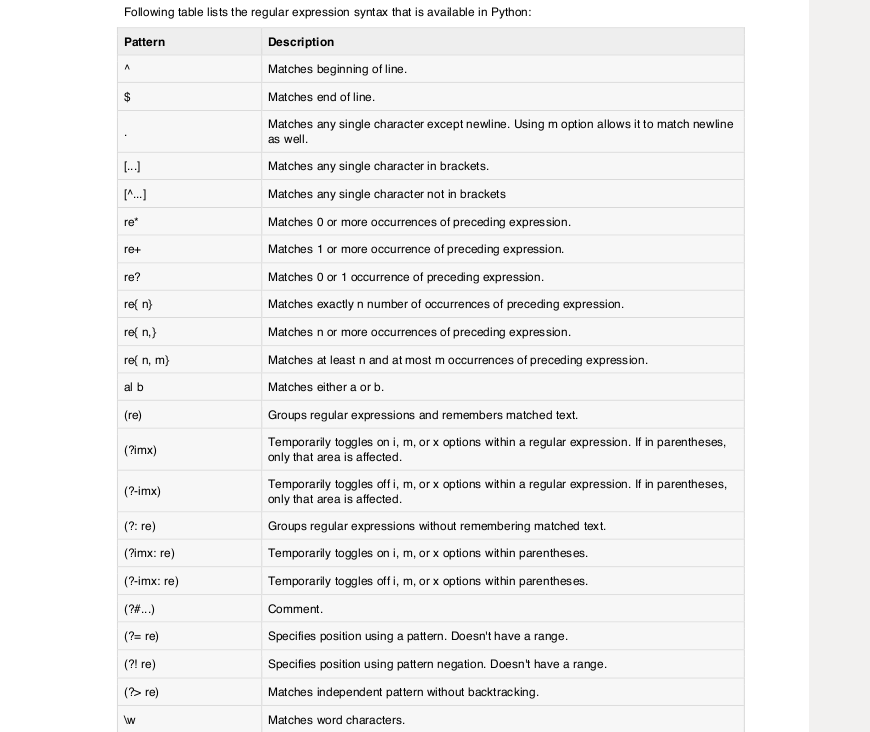 Following table lists the regular expression syntax that is available in Python:
Pattern Description
^ Matches beginning of line.
$ Matches end of line.
. Matches any single character except newline. Using m option allows it to match newline
as well.
[...] Matches any single character in brackets.
[^...] Matches any single character not in brackets
re* Matches 0 or more occurrences of preceding expression.
re+ Matches 1 or more occurrence of preceding expression.
re? Matches 0 or 1 occurrence of preceding expression.
re{ n} Matches exactly n number of occurrences of preceding expression.
re{ n,} Matches n or more occurrences of preceding expression.
re{ n, m} Matches at least n and at most m occurrences of preceding expression.
a| b Matches either a or b.
(re) Groups regular expressions and remembers matched text.
(?imx) Temporarily toggles on i, m, or x options within a regular expression. If in parentheses,
only that area is affected.
(?-imx) Temporarily toggles off i, m, or x options within a regular expression. If in parentheses,
only that area is affected.
(?: re) Groups regular expressions without remembering matched text.
(?imx: re) Temporarily toggles on i, m, or x options within parentheses.
(?-imx: re) Temporarily toggles off i, m, or x options within parentheses.
(?#...) Comment.
(?= re) Specifies position using a pattern. Doesn't have a range.
(?! re) Specifies position using pattern negation. Doesn't have a range.
(?> re) Matches independent pattern without backtracking.
\w Matches word characters.